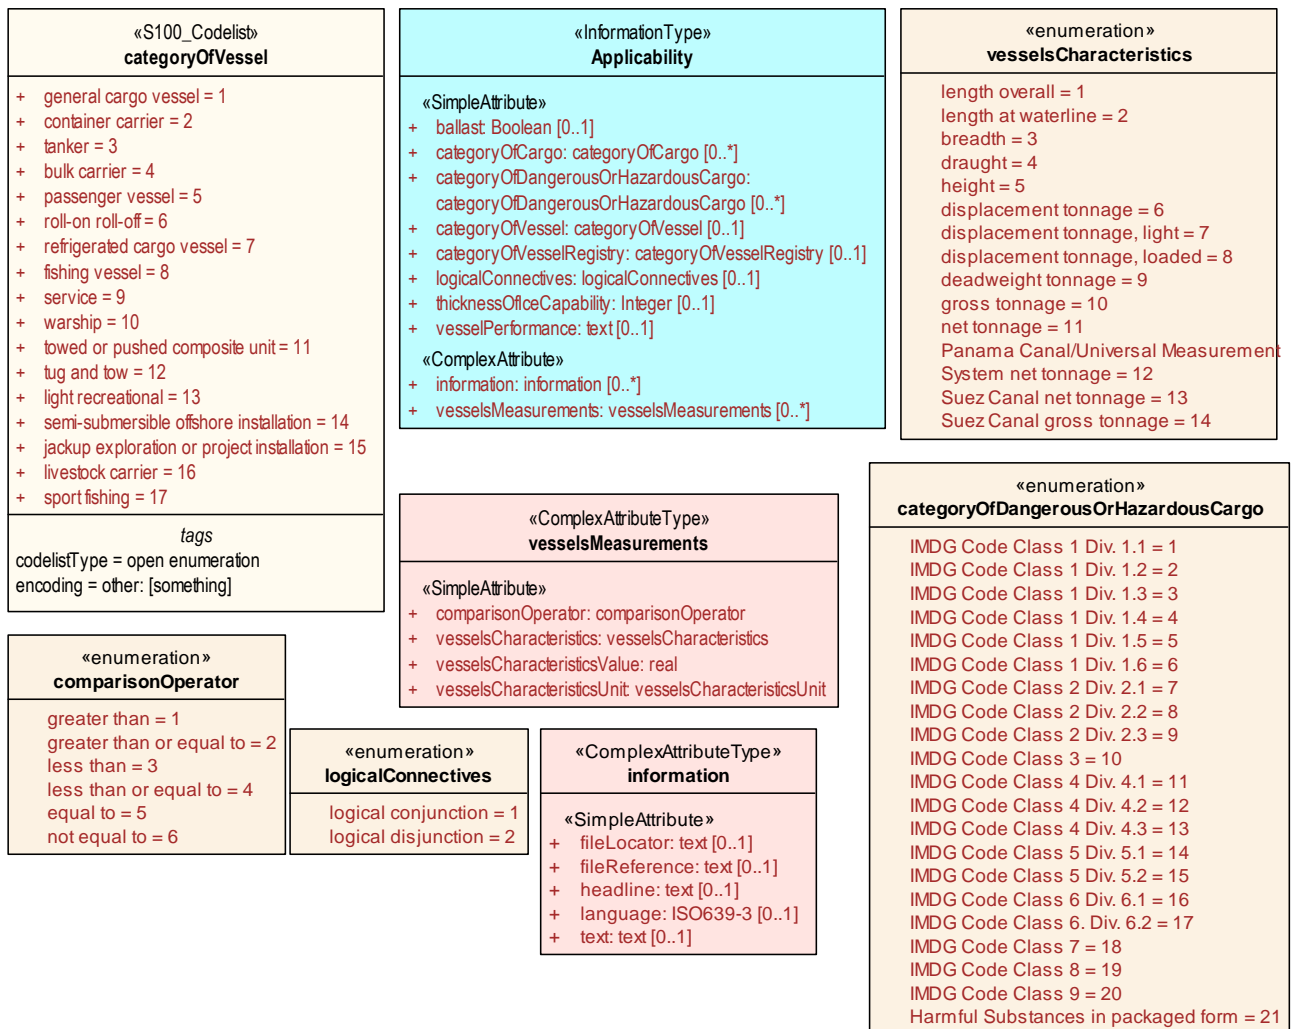 «S100_Codelist»
categoryOfVessel
+ general cargo vessel = 1
+ container carrier = 2
+ tanker = 3
+ bulk carrier = 4
+ passenger vessel = 5
+ roll-on roll-off = 6
+ refrigerated cargo vessel = 7
+ fishing vessel = 8
+ service = 9
+ warship = 10
+ towed or pushed composite unit = 11
+ tug and tow = 12
+ light recreational = 13
+ semi-submersible offshore installation = 14
+ jackup exploration or project installation = 15
+ livestock carrier = 16
+ sport fishing = 17
tags
codelistType = open enumeration
encoding = other: [something]
«InformationType»
Applicability
«SimpleAttribute»
+ ballast: Boolean [0..1]
+ categoryOfCargo: categoryOfCargo [0..*]
+ categoryOfDangerousOrHazardousCargo:
categoryOfDangerousOrHazardousCargo [0..*]
+ categoryOfVessel: categoryOfVessel [0..1]
+ categoryOfVesselRegistry: categoryOfVesselRegistry [0..1]
+ logicalConnectives: logicalConnectives [0..1]
+ thicknessOfIceCapability: Integer [0..1]
+ vesselPerformance: text [0..1]
«ComplexAttribute»
+ information: information [0..*]
+ vesselsMeasurements: vesselsMeasurements [0..*]
«enumeration»
vesselsCharacteristics
length overall = 1
length at waterline = 2
breadth = 3
draught = 4
height = 5
displacement tonnage = 6
displacement tonnage, light = 7
displacement tonnage, loaded = 8
deadweight tonnage = 9
gross tonnage = 10
net tonnage = 11
Panama Canal/Universal Measurement
System net tonnage = 12
Suez Canal net tonnage = 13
Suez Canal gross tonnage = 14
«ComplexAttributeType»
vesselsMeasurements
«SimpleAttribute»
+ comparisonOperator: comparisonOperator
+ vesselsCharacteristics: vesselsCharacteristics
+ vesselsCharacteristicsValue: real
+ vesselsCharacteristicsUnit: vesselsCharacteristicsUnit
«enumeration»
categoryOfDangerousOrHazardousCargo
IMDG Code Class 1 Div. 1.1 = 1
IMDG Code Class 1 Div. 1.2 = 2
IMDG Code Class 1 Div. 1.3 = 3
IMDG Code Class 1 Div. 1.4 = 4
IMDG Code Class 1 Div. 1.5 = 5
IMDG Code Class 1 Div. 1.6 = 6
IMDG Code Class 2 Div. 2.1 = 7
IMDG Code Class 2 Div. 2.2 = 8
IMDG Code Class 2 Div. 2.3 = 9
IMDG Code Class 3 = 10
IMDG Code Class 4 Div. 4.1 = 11
IMDG Code Class 4 Div. 4.2 = 12
IMDG Code Class 4 Div. 4.3 = 13
IMDG Code Class 5 Div. 5.1 = 14
IMDG Code Class 5 Div. 5.2 = 15
IMDG Code Class 6 Div. 6.1 = 16
IMDG Code Class 6. Div. 6.2 = 17
IMDG Code Class 7 = 18
IMDG Code Class 8 = 19
IMDG Code Class 9 = 20
Harmful Substances in packaged form = 21
«enumeration»
comparisonOperator
greater than = 1
greater than or equal to = 2
less than = 3
less than or equal to = 4
equal to = 5
not equal to = 6
«enumeration»
logicalConnectives
logical conjunction = 1
logical disjunction = 2
«ComplexAttributeType»
information
«SimpleAttribute»
+ fileLocator: text [0..1]
+ fileReference: text [0..1]
+ headline: text [0..1]
+ language: ISO639-3 [0..1]
+ text: text [0..1]